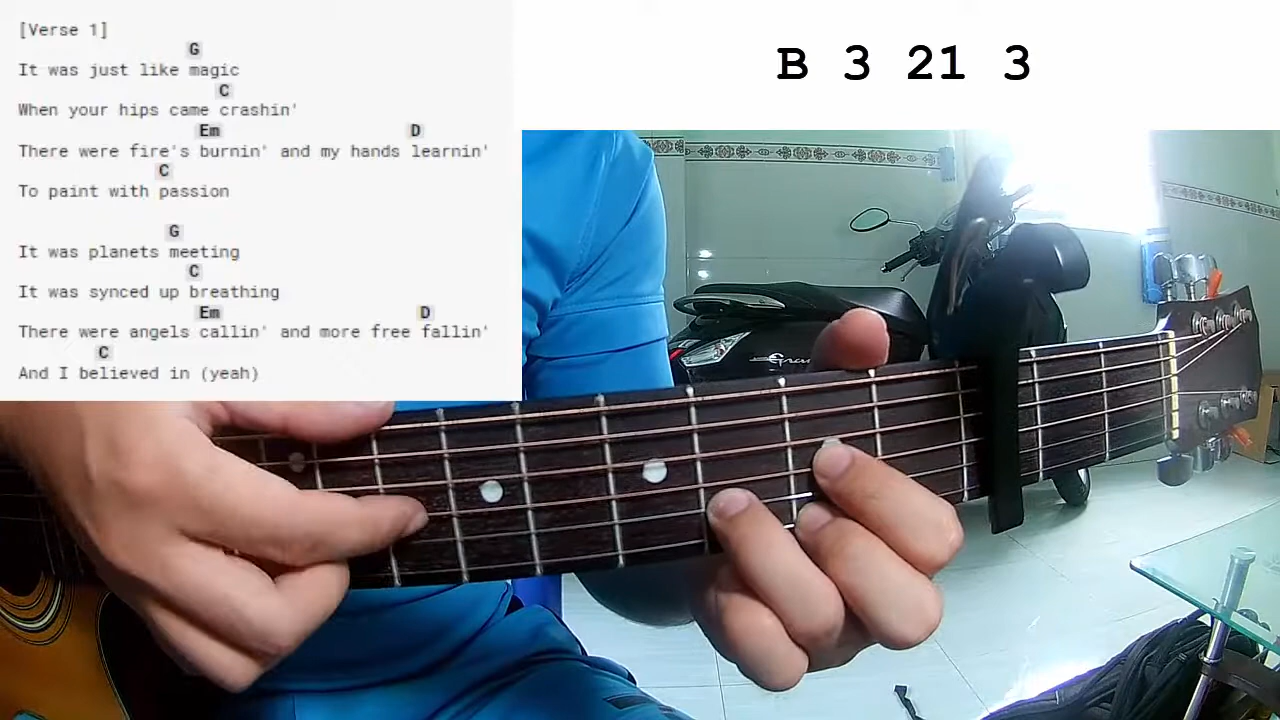 [Verse 1]
G
It was just like magic
C
When your hips came crashin'
Em D
There were fire's burnin' and my hands learnin'
C
To paint with passion
G
It was planets meeting
C
It was synced up breathing
Em D
There were angels callin' and more free fallin'
C
And I believed in (yeah)
B 3 21 3